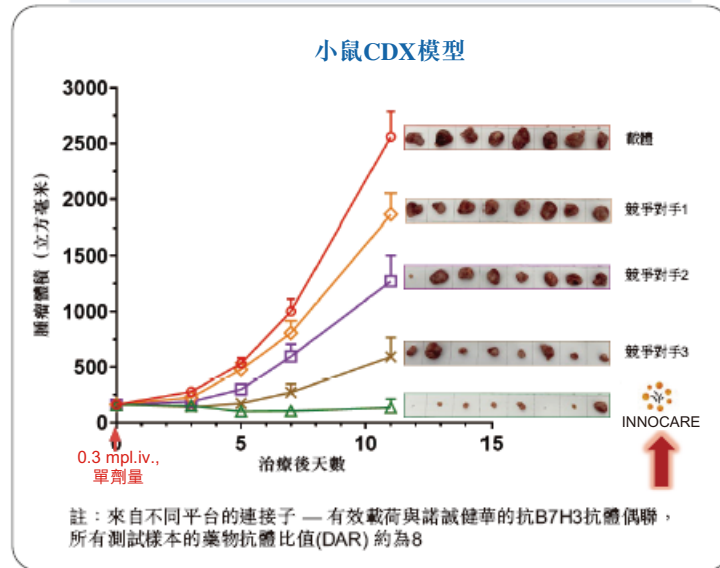 小鼠CDX模型
腫瘤體積（立方毫米）
3000
2500
2000
1500
1000
500
0
0
5
10
15
治療後天數
0.3 mpl.iv.,
單劑量
載體
競爭對手1
競爭對手2
競爭對手3
INNOCARE
註：來自不同平台的連接子 — 有效載荷與諾誠健華的抗B7H3抗體偶聯，
所有測試樣本的藥物抗體比值(DAR) 約為8